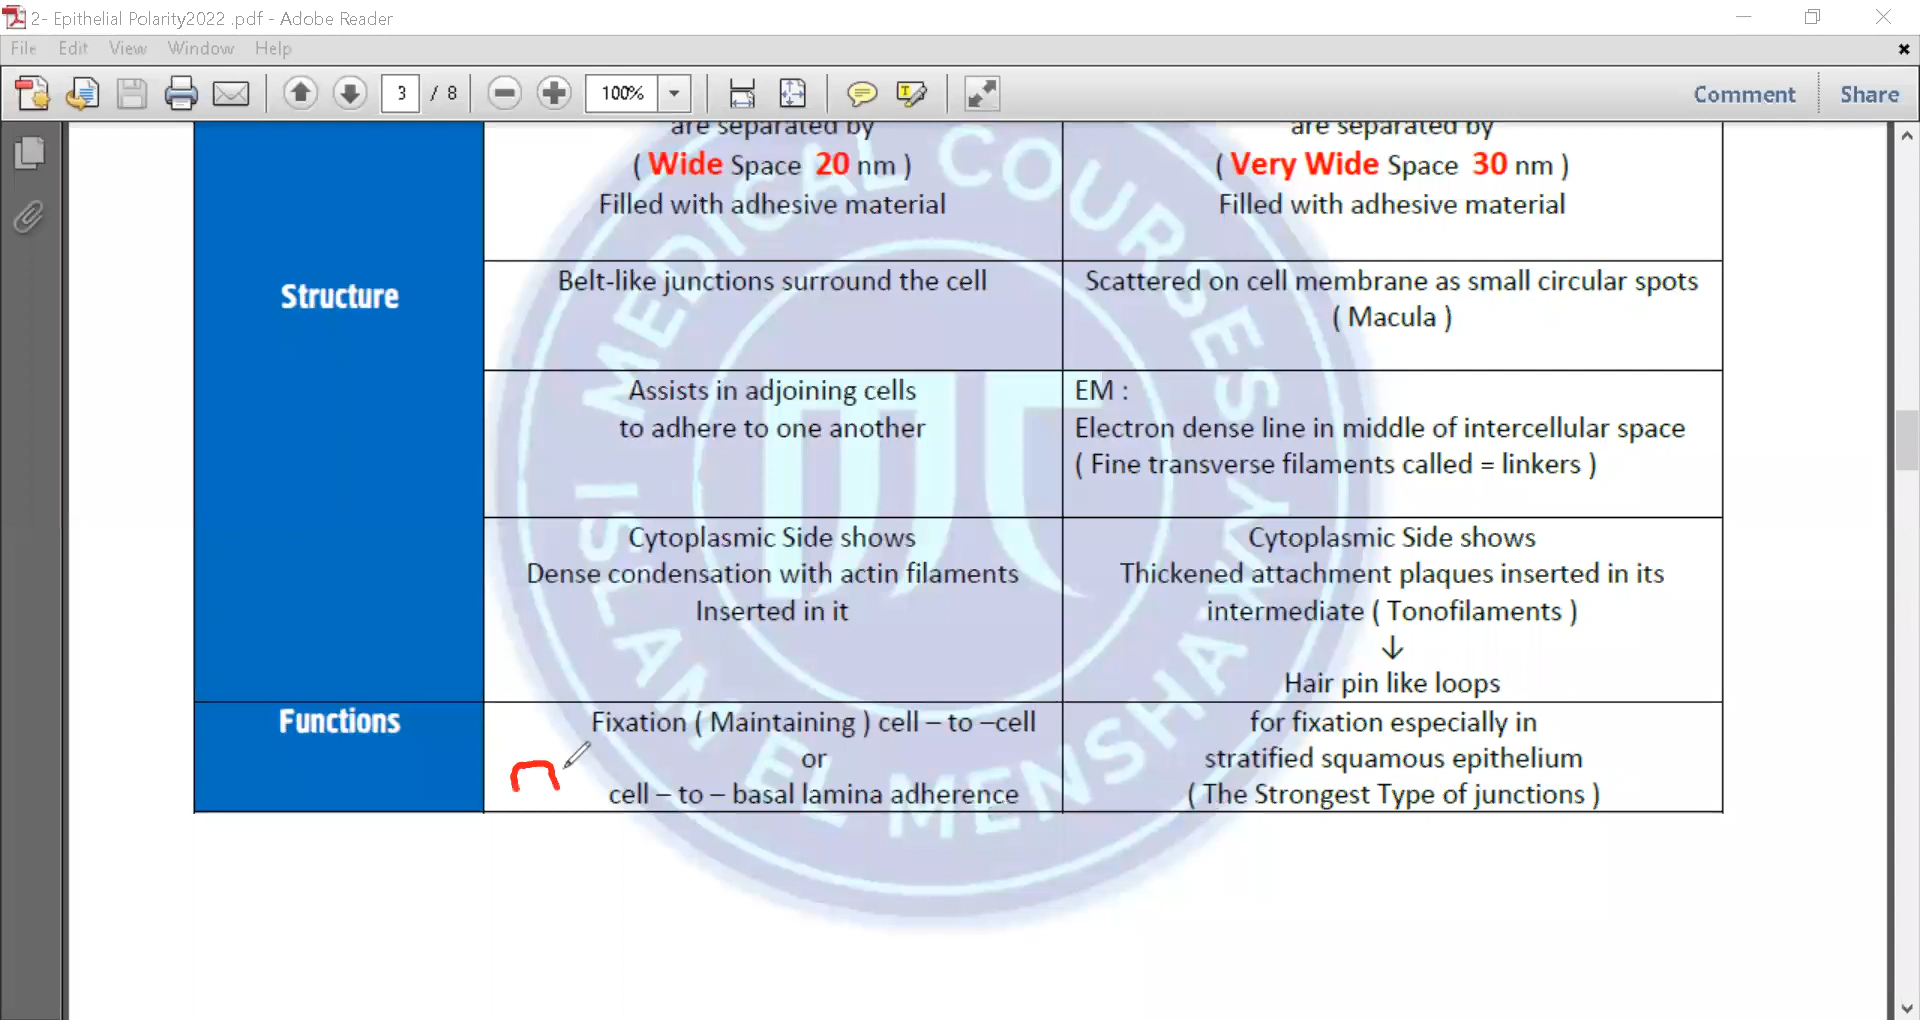 2- Epithelial Polarity2022 .pdf - Adobe Reader
File Edit View Window Help
3 / 8 100% Comment Share
are separated by
( Wide Space 20 nm )
Filled with adhesive material
are separated by
( Very Wide Space 30 nm )
Filled with adhesive material
Structure
Belt-like junctions surround the cell
Scattered on cell membrane as small circular spots
( Macula )
Assists in adjoining cells
to adhere to one another
EM :
Electron dense line in middle of intercellular space
( Fine transverse filaments called = linkers )
Cytoplasmic Side shows
Dense condensation with actin filaments
Inserted in it
Cytoplasmic Side shows
Thickened attachment plaques inserted in its
intermediate ( Tonofilaments )
↓
Hair pin like loops
Functions
Fixation ( Maintaining ) cell – to –cell
or
cell – to – basal lamina adherence
for fixation especially in
stratified squamous epithelium
( The Strongest Type of junctions )
MEDICAL COURSES
ISLAM EL MENSHAWY
MC